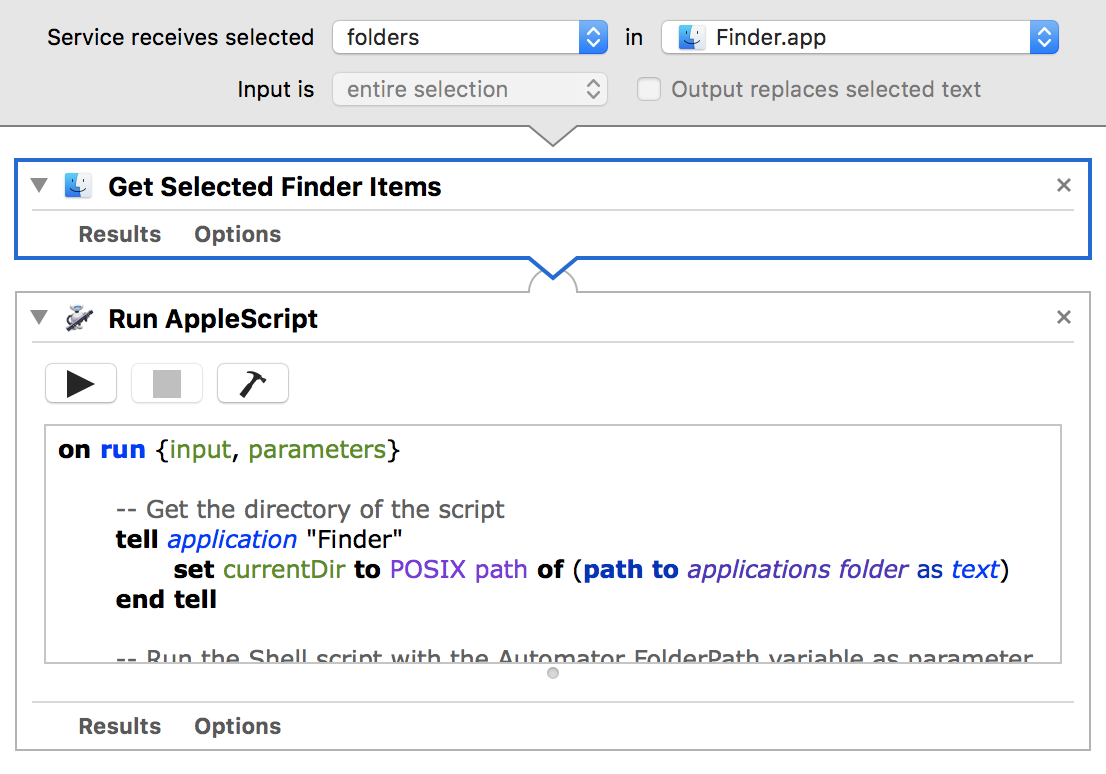 Service receives selected folders in Finder.app
Input is entire selection Output replaces selected text
Get Selected Finder Items
Results Options
Run AppleScript
on run {input, parameters}
-- Get the directory of the script
tell application "Finder"
set currentDir to POSIX path of (path to applications folder as text)
end tell
-- Run the Shell script with the Automator FolderPath variable as parameter
Results Options